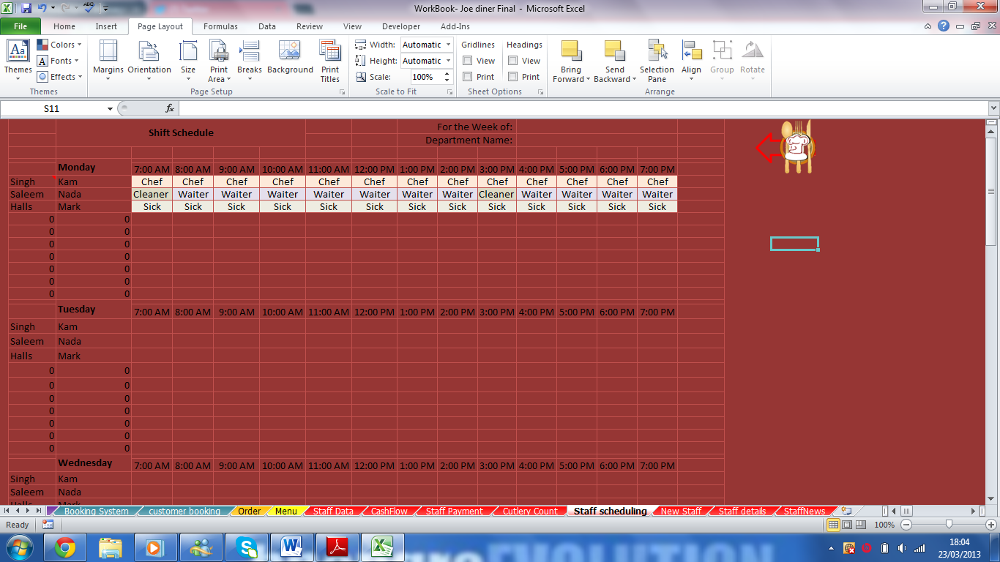 WorkBook- Joe diner Final - Microsoft Excel
File Home Insert Page Layout Formulas Data Review View Developer Add-Ins
Themes
Colors
Fonts
Effects
Themes
Margins Orientation Size Print Area Breaks Background Print Titles
Page Setup
Width: Automatic
Height: Automatic
Scale: 100%
Scale to Fit
Gridlines Headings
View View
Print Print
Sheet Options
Bring Forward Send Backward Selection Pane Align Group Rotate
Arrange
S11 fx
Shift Schedule For the Week of:
Department Name:
Monday 7:00 AM 8:00 AM 9:00 AM 10:00 AM 11:00 AM 12:00 PM 1:00 PM 2:00 PM 3:00 PM 4:00 PM 5:00 PM 6:00 PM 7:00 PM
Singh Kam Chef Chef Chef Chef Chef Chef Chef Chef Chef Chef Chef Chef Chef
Saleem Nada Cleaner Waiter Waiter Waiter Waiter Waiter Waiter Waiter Cleaner Waiter Waiter Waiter Waiter
Halls Mark Sick Sick Sick Sick Sick Sick Sick Sick Sick Sick Sick Sick Sick
0 0
0 0
0 0
0 0
0 0
0 0
0 0
Tuesday 7:00 AM 8:00 AM 9:00 AM 10:00 AM 11:00 AM 12:00 PM 1:00 PM 2:00 PM 3:00 PM 4:00 PM 5:00 PM 6:00 PM 7:00 PM
Singh Kam
Saleem Nada
Halls Mark
0 0
0 0
0 0
0 0
0 0
0 0
0 0
Wednesday 7:00 AM 8:00 AM 9:00 AM 10:00 AM 11:00 AM 12:00 PM 1:00 PM 2:00 PM 3:00 PM 4:00 PM 5:00 PM 6:00 PM 7:00 PM
Singh Kam
Saleem Nada
Halls Mark
Booking System customer booking Order Menu Staff Data CashFlow Staff Payment Cutlery Count Staff scheduling New Staff Staff details StaffNews
Ready 100%
EVOLUTION
18:04
23/03/2013